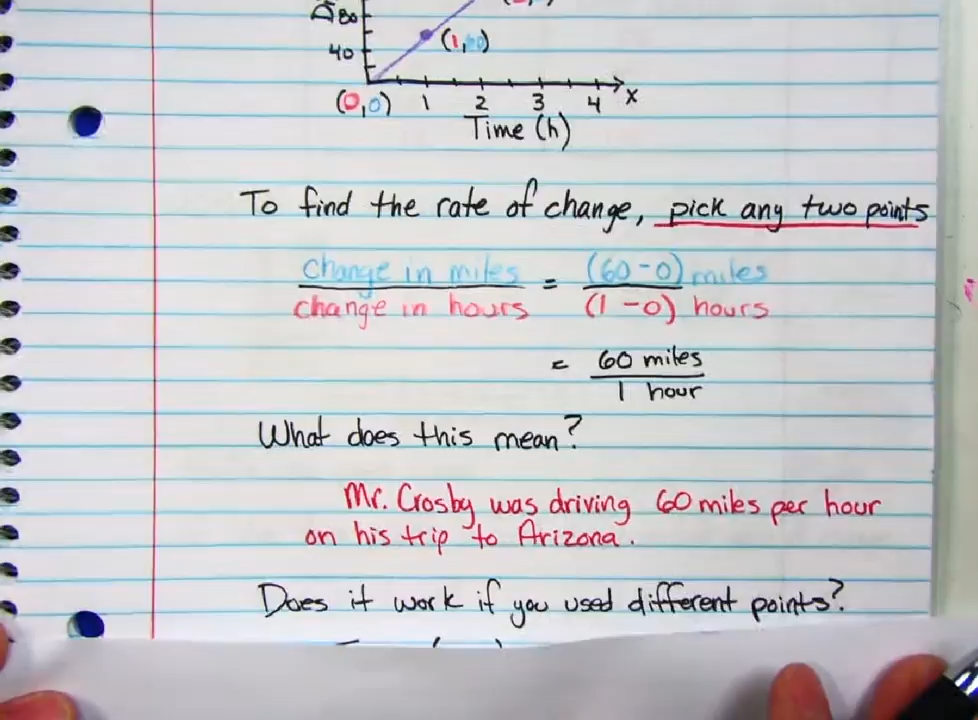 80
(1,60)
40
(0,0) 1 2 3 4 x
Time (h)
To find the rate of change, pick any two points
change in miles = (60-0) miles
change in hours (1-0) hours
= 60 miles
1 hour
What does this mean?
Mr. Crosby was driving 60 miles per hour
on his trip to Arizona.
Does it work if you used different points?